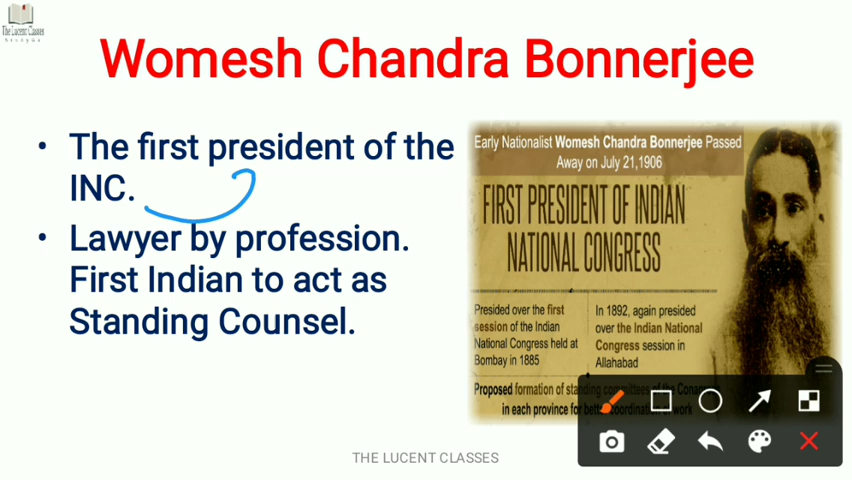 The Lucent Classes
Womesh Chandra Bonnerjee
• The first president of the
INC.
• Lawyer by profession.
First Indian to act as
Standing Counsel.
Early Nationalist Womesh Chandra Bonnerjee Passed
Away on July 21,1906
FIRST PRESIDENT OF INDIAN
NATIONAL CONGRESS
Presided over the first
session of the Indian
National Congress held at
Bombay in 1885
In 1892, again presided
over the Indian National
Congress session in
Allahabad
Proposed formation of standing committees of the
in each province for
THE LUCENT CLASSES